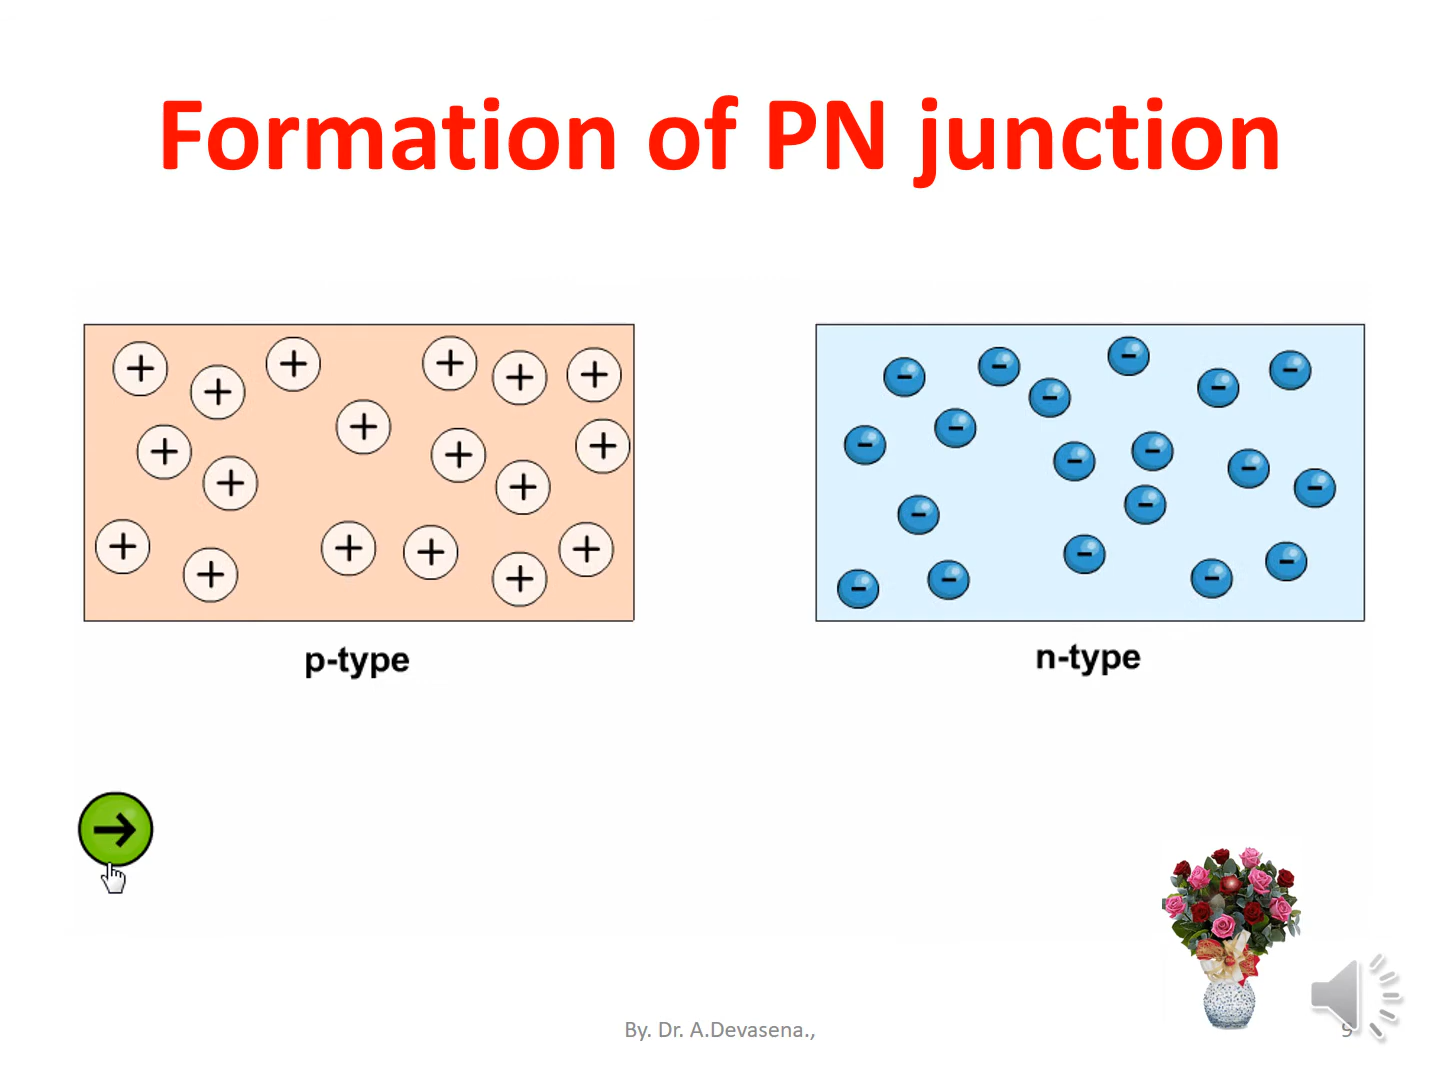 Formation of PN junction
p-type
n-type
By. Dr. A.Devasena.,